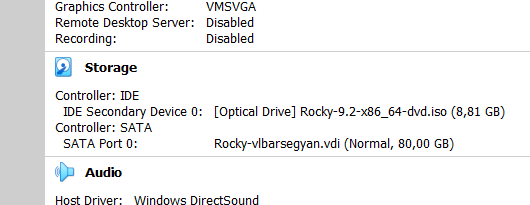 Graphics Controller: VMSVGA
Remote Desktop Server: Disabled
Recording: Disabled
Storage
Controller: IDE
IDE Secondary Device 0: [Optical Drive] Rocky-9.2-x86_64-dvd.iso (8,81 GB)
Controller: SATA
SATA Port 0: Rocky-vlbarsegyan.vdi (Normal, 80,00 GB)
Audio
Host Driver: Windows DirectSound